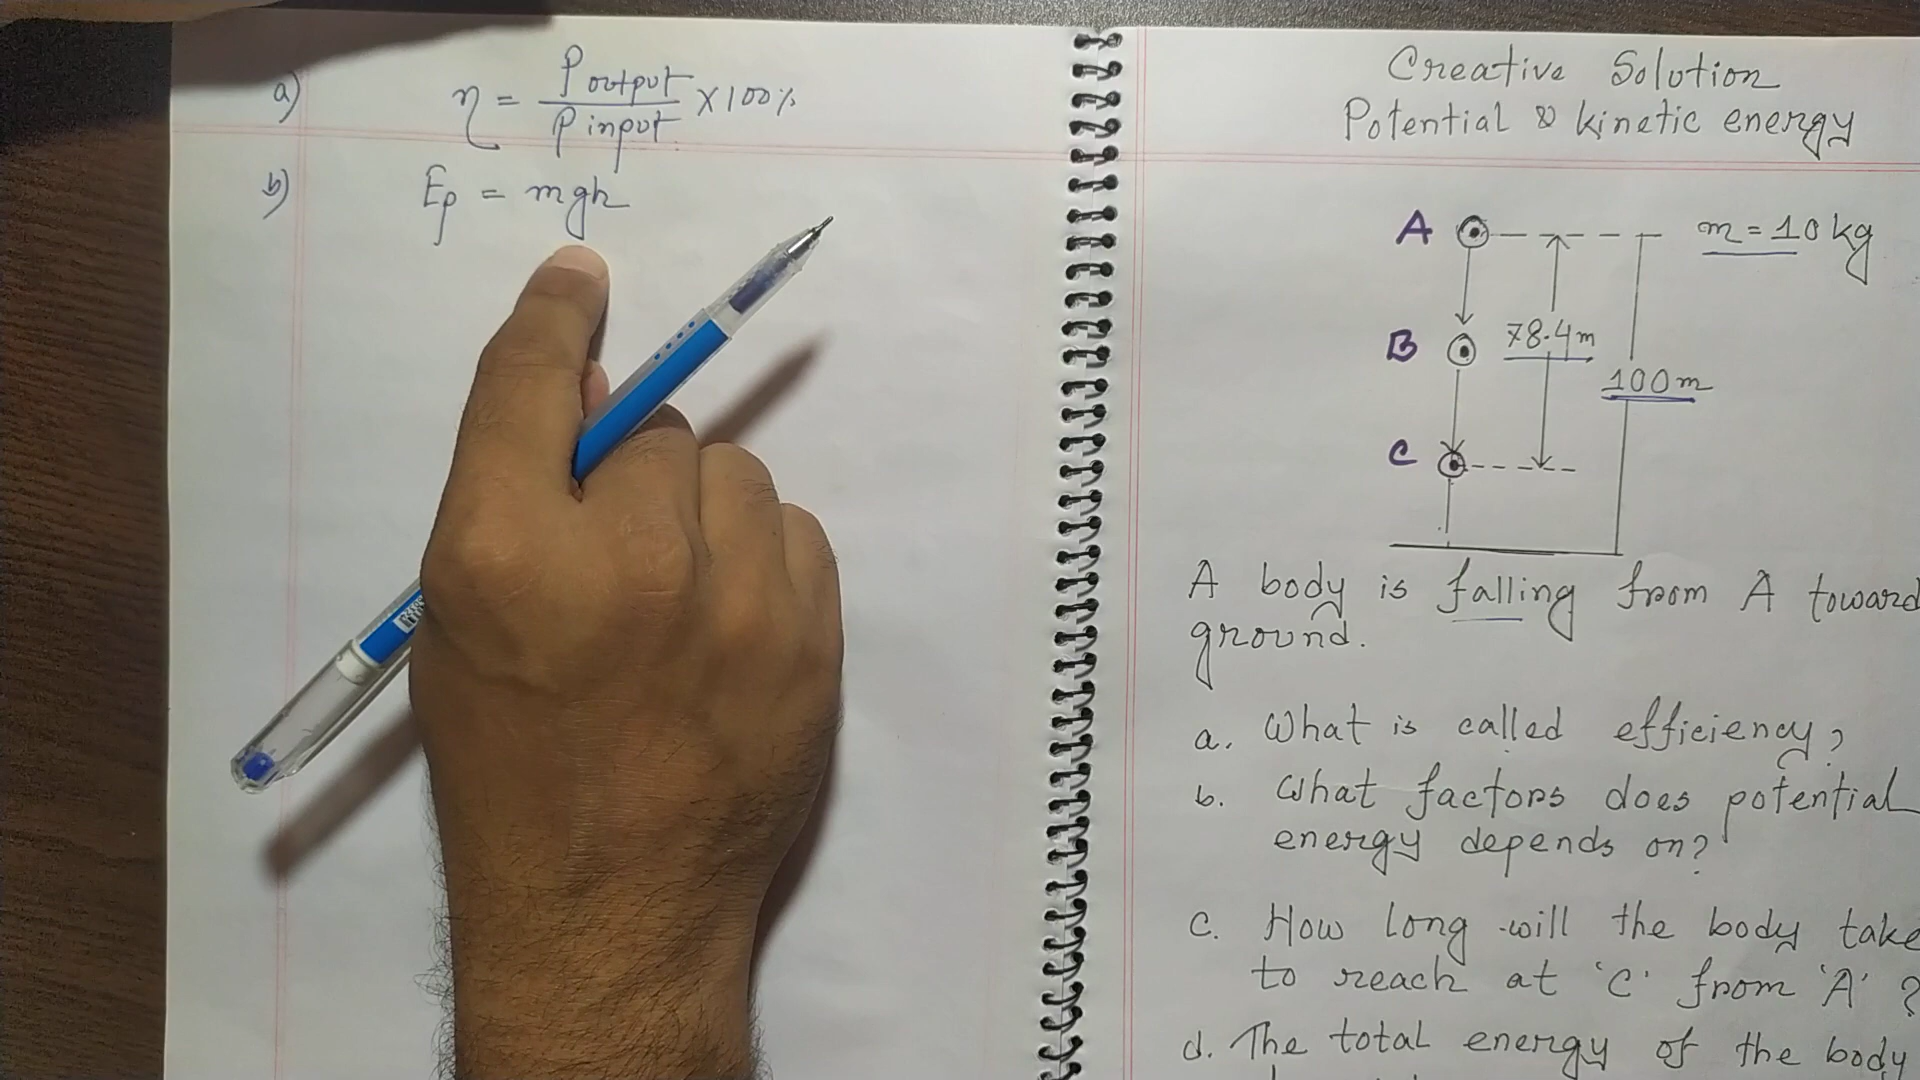 a) η = P output / P input × 100%
b) Ep = mgh
Creative Solution
Potential & kinetic energy
A m = 10 kg
B 78.4m
100m
C
A body is falling from A toward
ground.
a. What is called efficiency?
b. What factors does potential
energy depends on?
c. How long will the body take
to reach at 'C' from 'A' ?
d. The total energy of the body